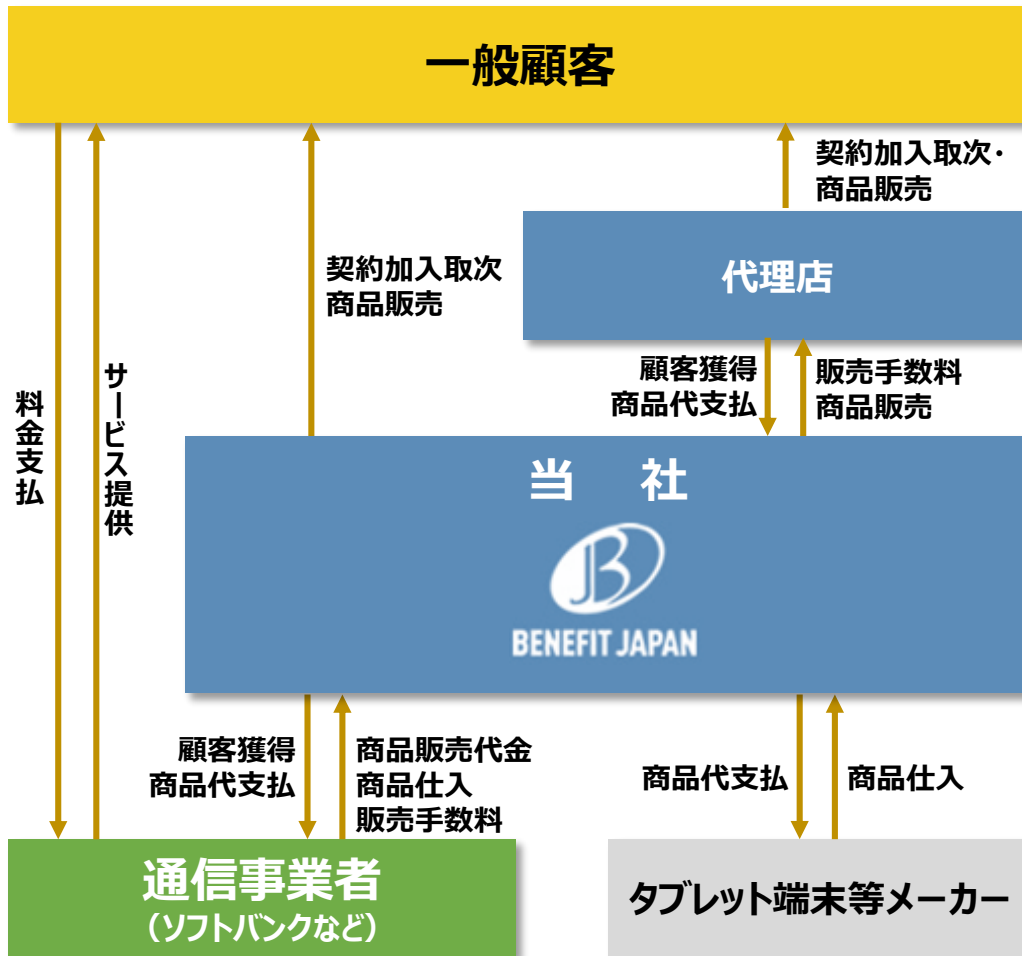 一般顧客
契約加入取次・
商品販売
代理店
契約加入取次
商品販売
料金支払
サービス提供
顧客獲得
商品代支払
販売手数料
商品販売
当 社
JB
BENEFIT JAPAN
顧客獲得
商品代支払
商品販売代金
商品仕入
販売手数料
商品代支払
商品仕入
通信事業者
（ソフトバンクなど）
タブレット端末等メーカー